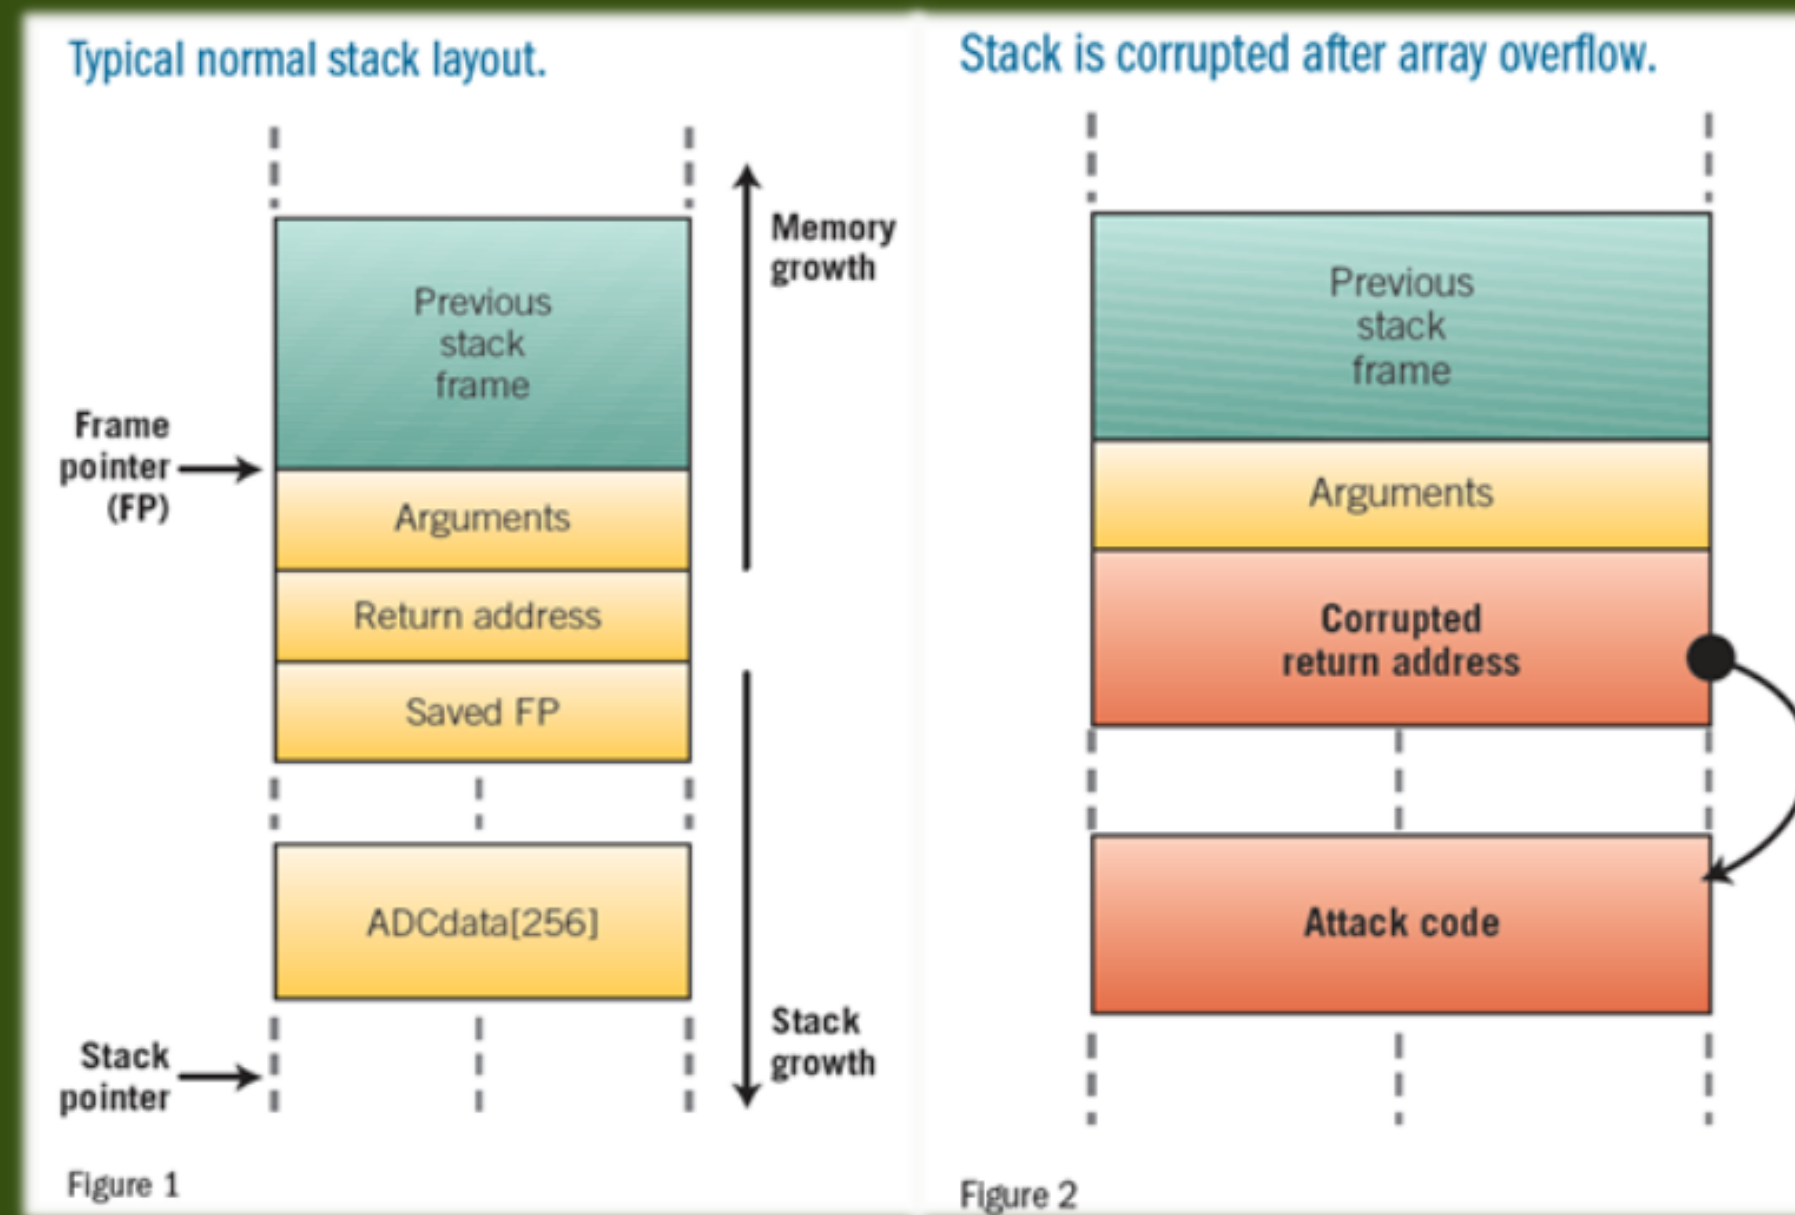 Typical normal stack layout.
Memory
growth
Previous
stack
frame
Frame
pointer
(FP)
Arguments
Return address
Saved FP
ADCdata[256]
Stack
growth
Stack
pointer
Figure 1
Stack is corrupted after array overflow.
Previous
stack
frame
Arguments
Corrupted
return address
Attack code
Figure 2